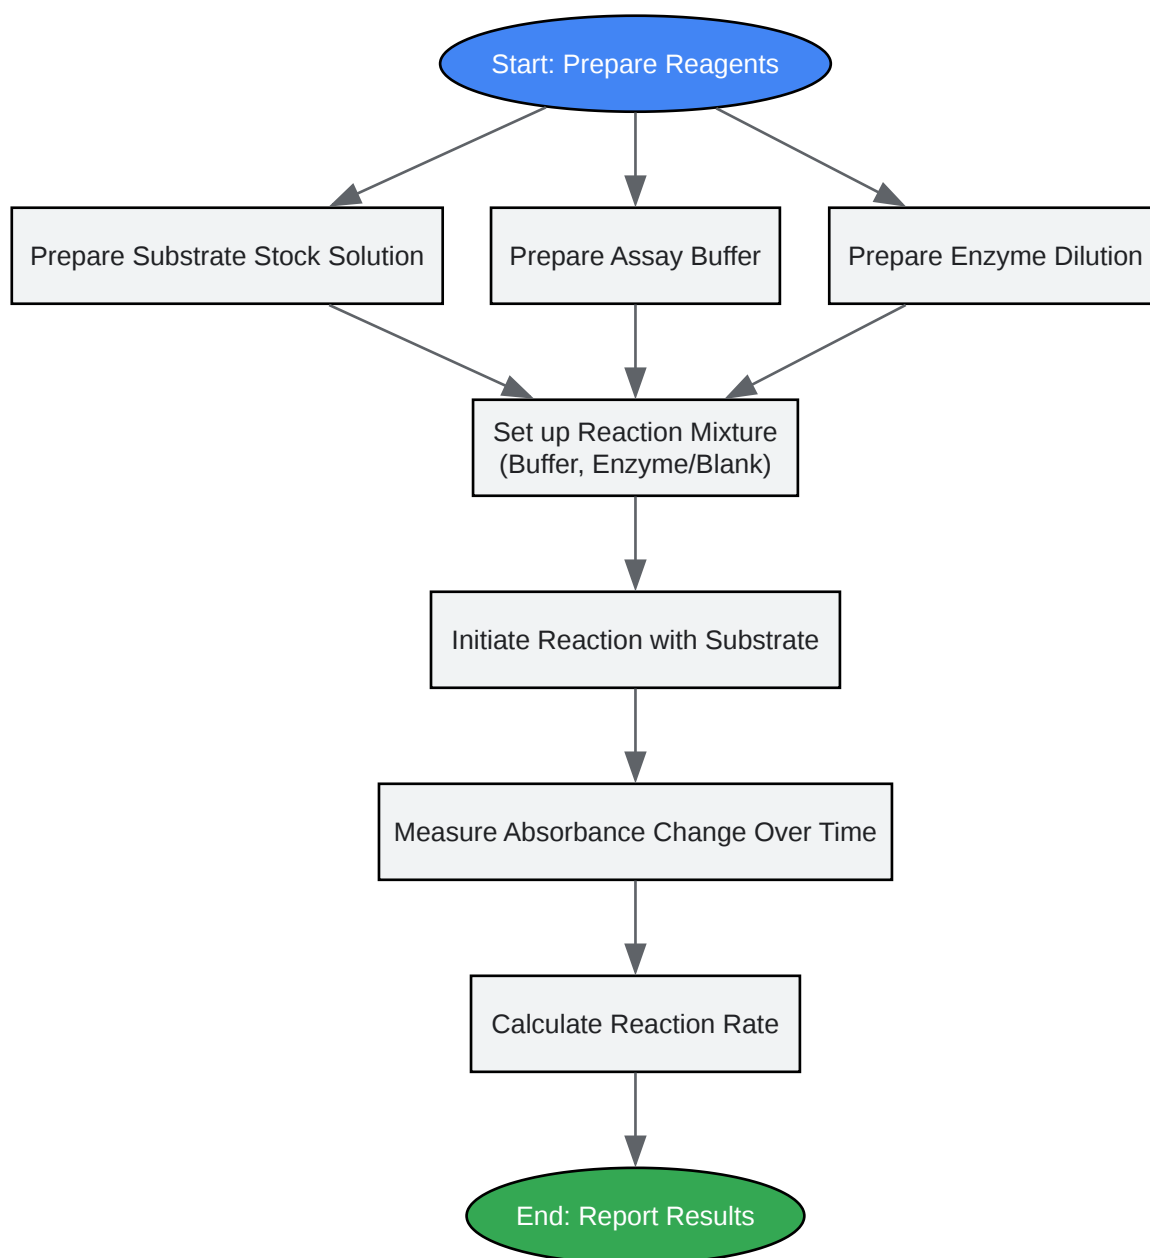 Start: Prepare Reagents
Prepare Substrate Stock Solution
Prepare Assay Buffer
Prepare Enzyme Dilution
Set up Reaction Mixture
(Buffer, Enzyme/Blank)
Initiate Reaction with Substrate
Measure Absorbance Change Over Time
Calculate Reaction Rate
End: Report Results